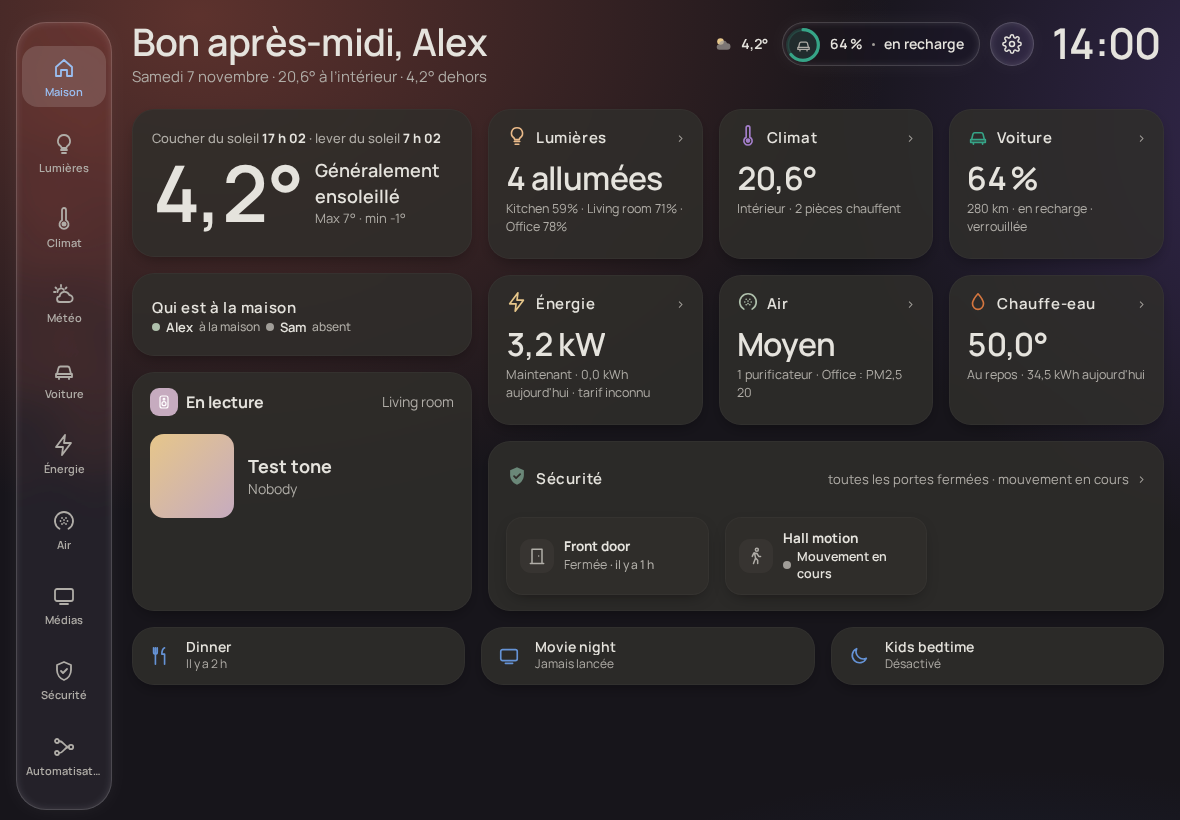 Bon après-midi, Alex
Samedi 7 novembre · 20,6° à l'intérieur · 4,2° dehors
4,2°
64 % · en recharge
14:00
Maison
Lumières
Climat
Météo
Voiture
Énergie
Air
Médias
Sécurité
Automatisat…
Coucher du soleil 17 h 02 · lever du soleil 7 h 02
4,2°
Généralement
ensoleillé
Max 7° · min -1°
Qui est à la maison
Alex à la maison Sam absent
En lecture
Living room
Test tone
Nobody
Lumières
4 allumées
Kitchen 59% · Living room 71% ·
Office 78%
Climat
20,6°
Intérieur · 2 pièces chauffent
Voiture
64 %
280 km · en recharge ·
verrouillée
Énergie
3,2 kW
Maintenant · 0,0 kWh
aujourd'hui · tarif inconnu
Air
Moyen
1 purificateur · Office : PM2,5
20
Chauffe-eau
50,0°
Au repos · 34,5 kWh aujourd'hui
Sécurité
toutes les portes fermées · mouvement en cours
Front door
Fermée · il y a 1 h
Hall motion
Mouvement en
cours
Dinner
Il y a 2 h
Movie night
Jamais lancée
Kids bedtime
Désactivé